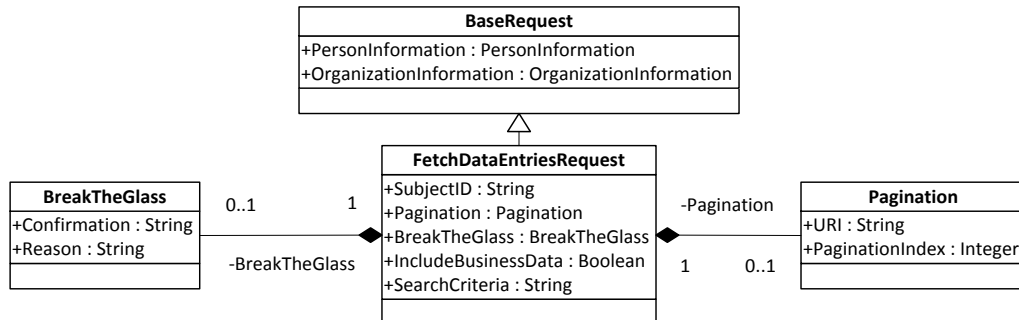 BaseRequest
+PersonInformation : PersonInformation
+OrganizationInformation : OrganizationInformation
FetchDataEntriesRequest
+SubjectID : String
+Pagination : Pagination
+BreakTheGlass : BreakTheGlass
+IncludeBusinessData : Boolean
+SearchCriteria : String
BreakTheGlass
+Confirmation : String
+Reason : String
0..1
1
-BreakTheGlass
-Pagination
1
0..1
Pagination
+URI : String
+PaginationIndex : Integer